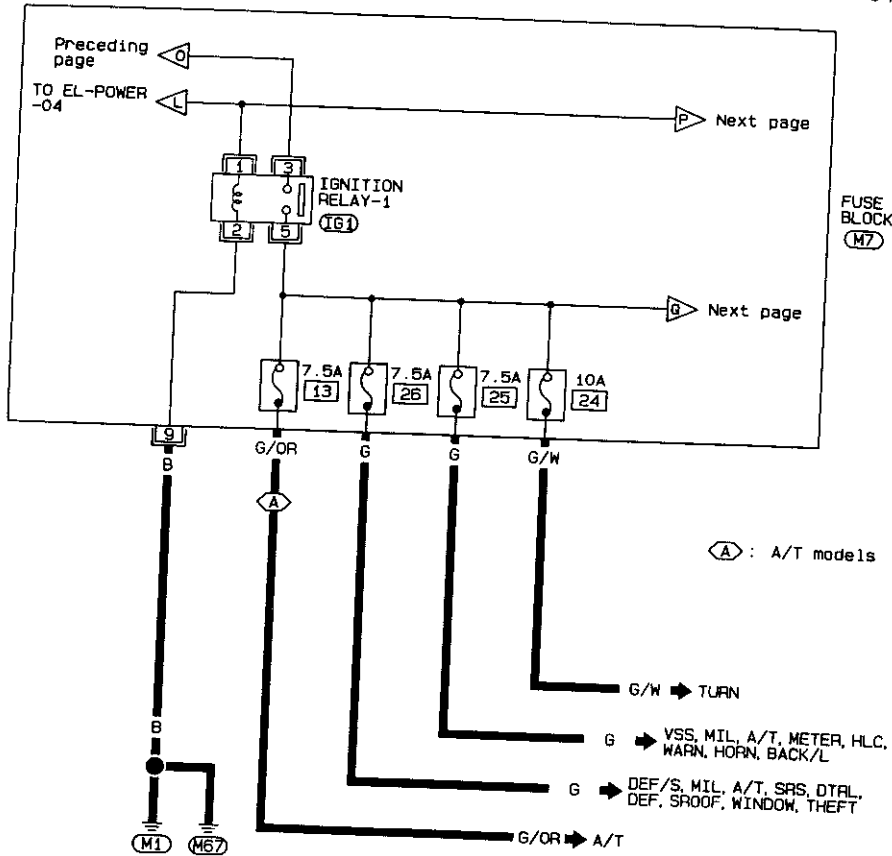 Preceding
page
O
TO EL-POWER
-04
L
P Next page
1 3
IGNITION
RELAY-1
IG1
2 5
FUSE
BLOCK
M7
Q Next page
7.5A
13
7.5A
26
7.5A
25
10A
24
9
B G/OR G G G/W
A
A : A/T models
G/W TURN
B
G VSS, MIL, A/T, METER, HLC,
WARN, HORN, BACK/L
G DEF/S, MIL, A/T, SRS, DTRL,
DEF, SROOF, WINDOW, THEFT
G/OR A/T
M1 M67